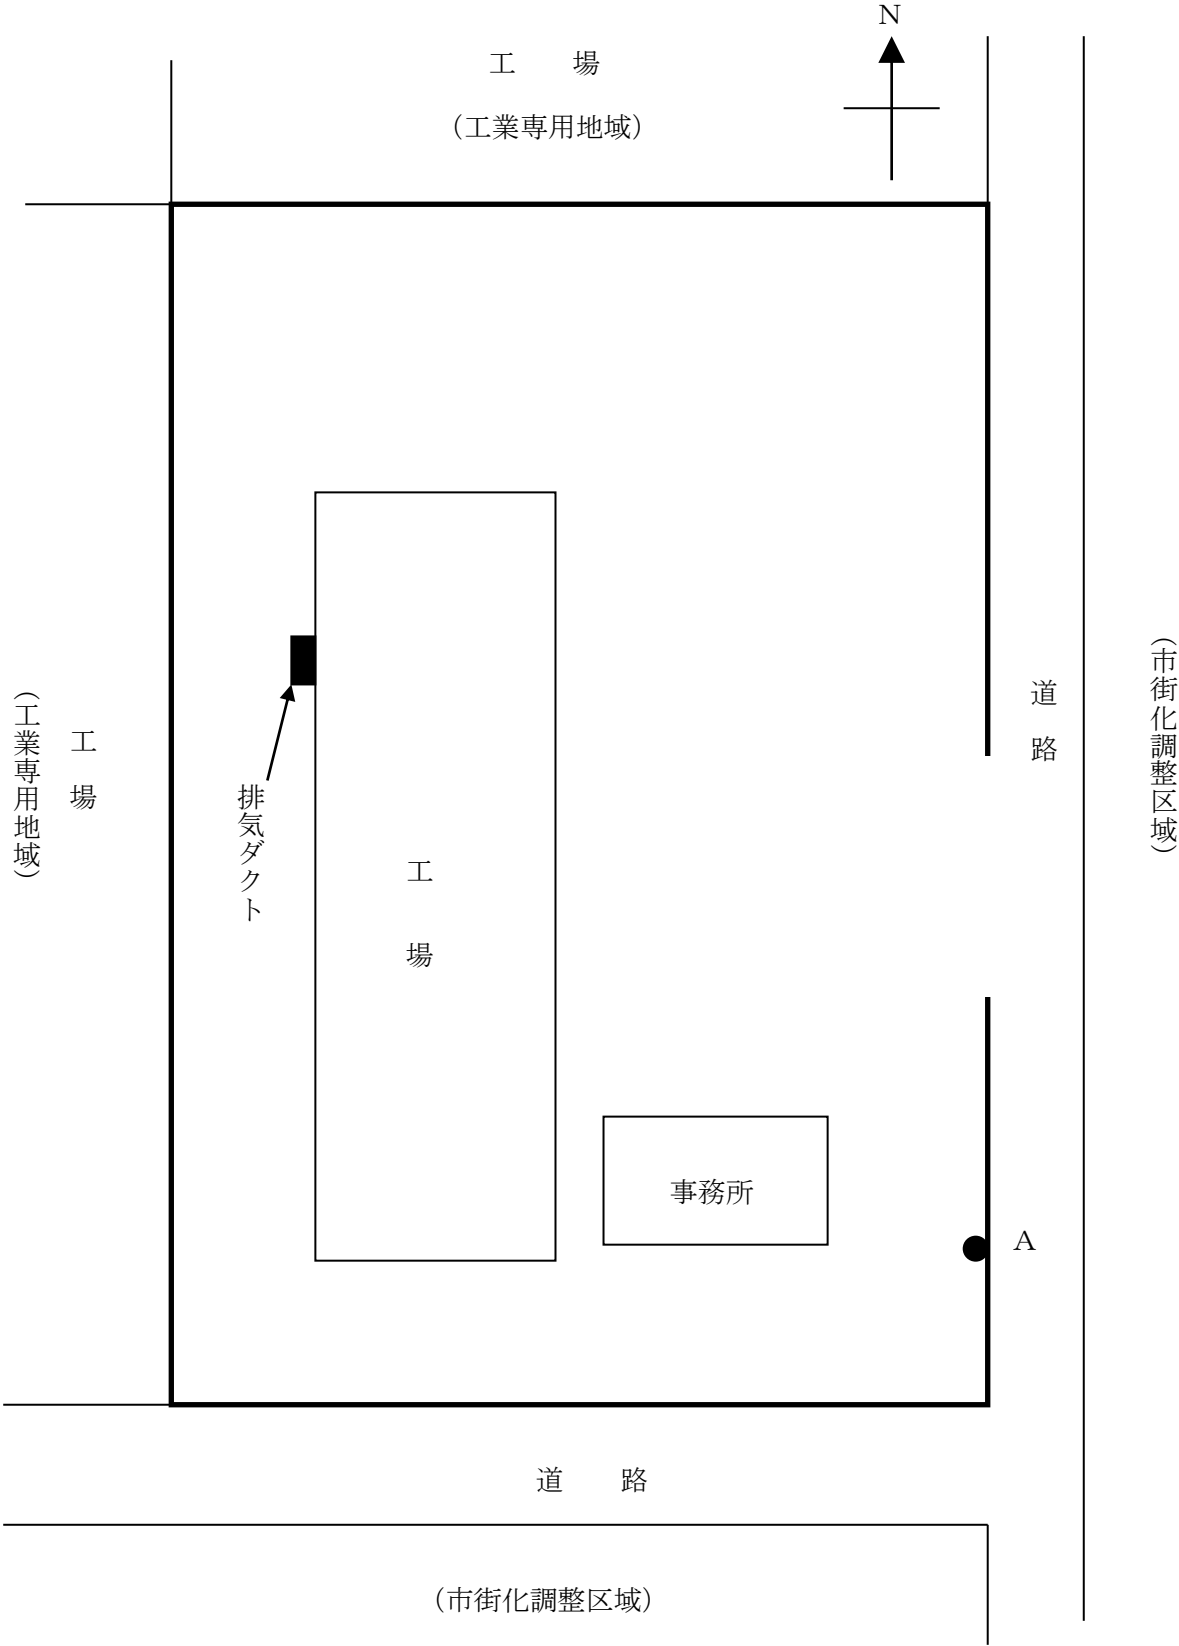 N
工　場
（工業専用地域）
道路
（市街化調整区域）
工場
（工業専用地域）
排気ダクト
工場
事務所
A
道　路
（市街化調整区域）